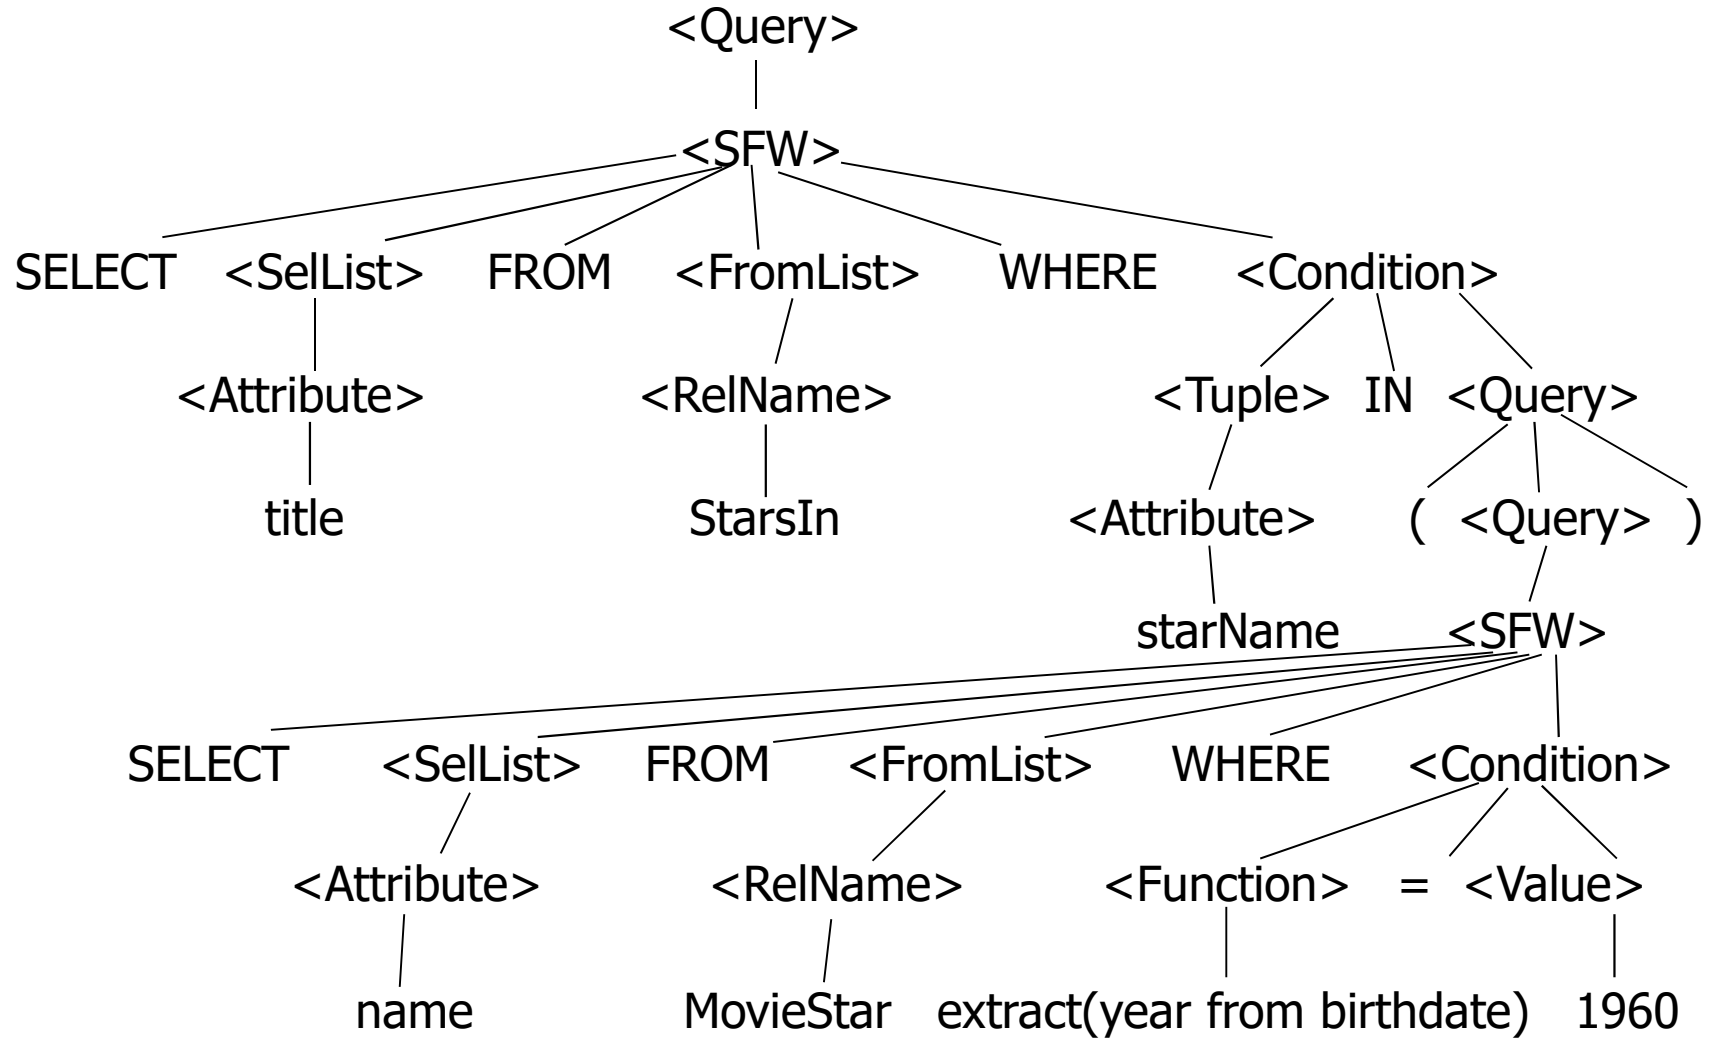 <Query>
<SFW>
SELECT <SelList> FROM <FromList> WHERE <Condition>
<Attribute> <RelName> <Tuple> IN <Query>
title StarsIn <Attribute> ( <Query> )
starName <SFW>
SELECT <SelList> FROM <FromList> WHERE <Condition>
<Attribute> <RelName> <Function> = <Value>
name MovieStar extract(year from birthdate) 1960